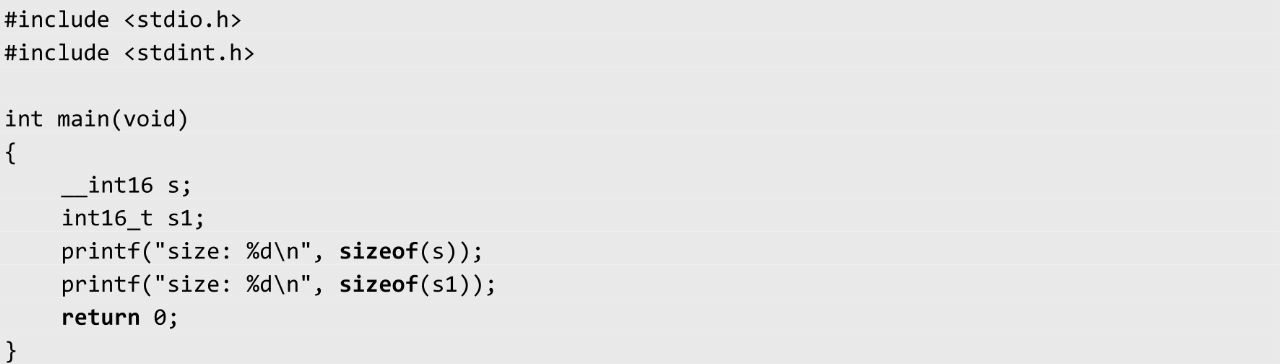 #include <stdio.h>
#include <stdint.h>
int main(void)
{
__int16 s;
int16_t s1;
printf("size: %d\n", sizeof(s));
printf("size: %d\n", sizeof(s1));
return 0;
}